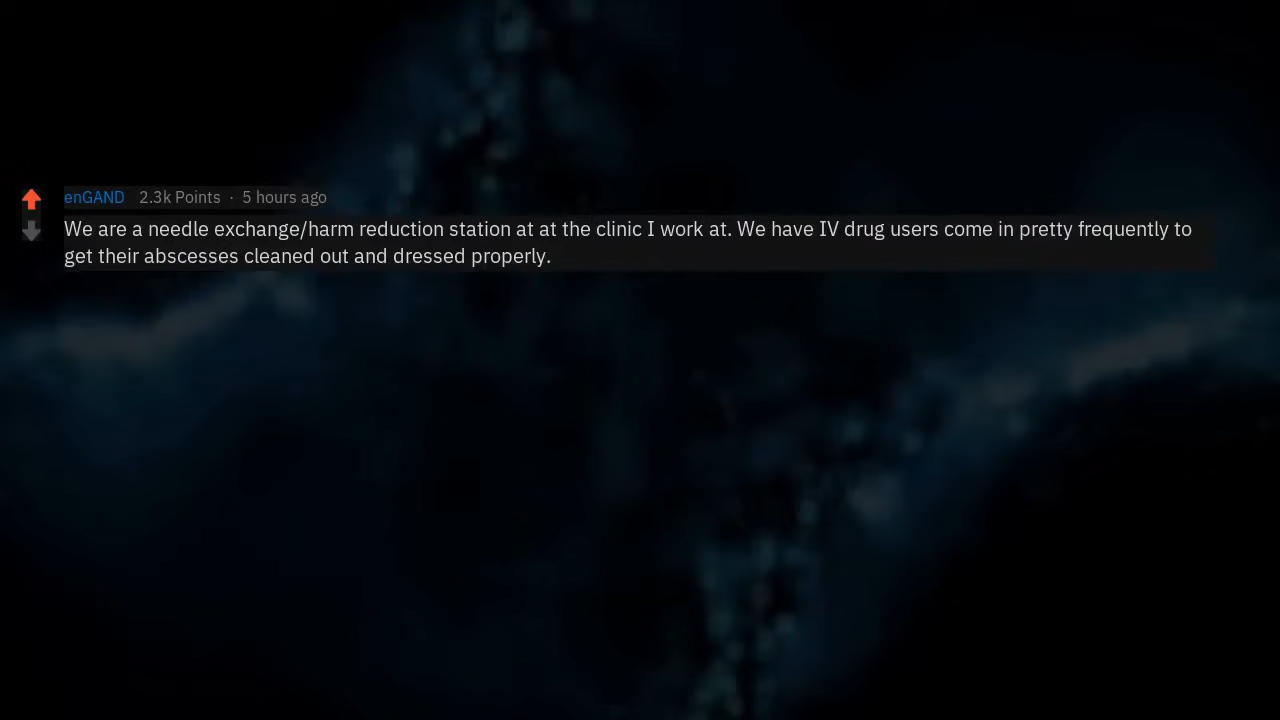 enGAND 2.3k Points · 5 hours ago
We are a needle exchange/harm reduction station at at the clinic I work at. We have IV drug users come in pretty frequently to
get their abscesses cleaned out and dressed properly.